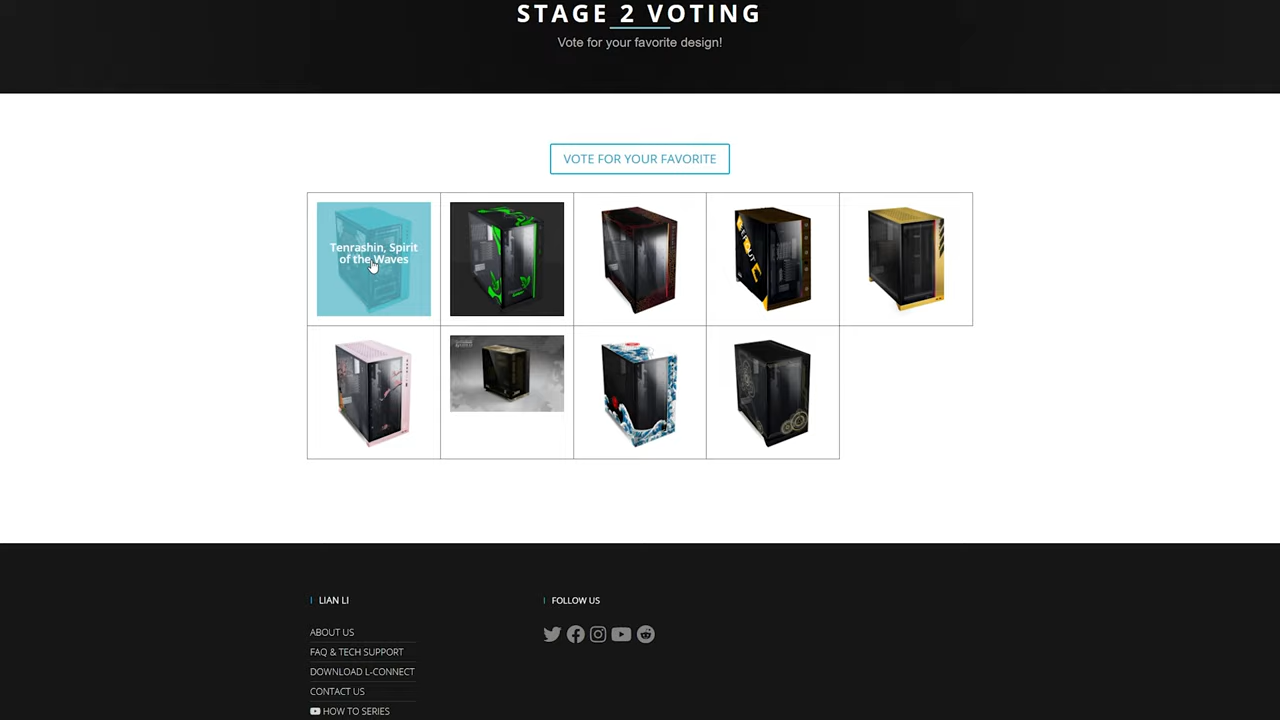 STAGE 2 VOTING
Vote for your favorite design!
VOTE FOR YOUR FAVORITE
Tenrashin, Spirit
of the Waves
LIAN LI
FOLLOW US
ABOUT US
FAQ & TECH SUPPORT
DOWNLOAD L-CONNECT
CONTACT US
HOW TO SERIES